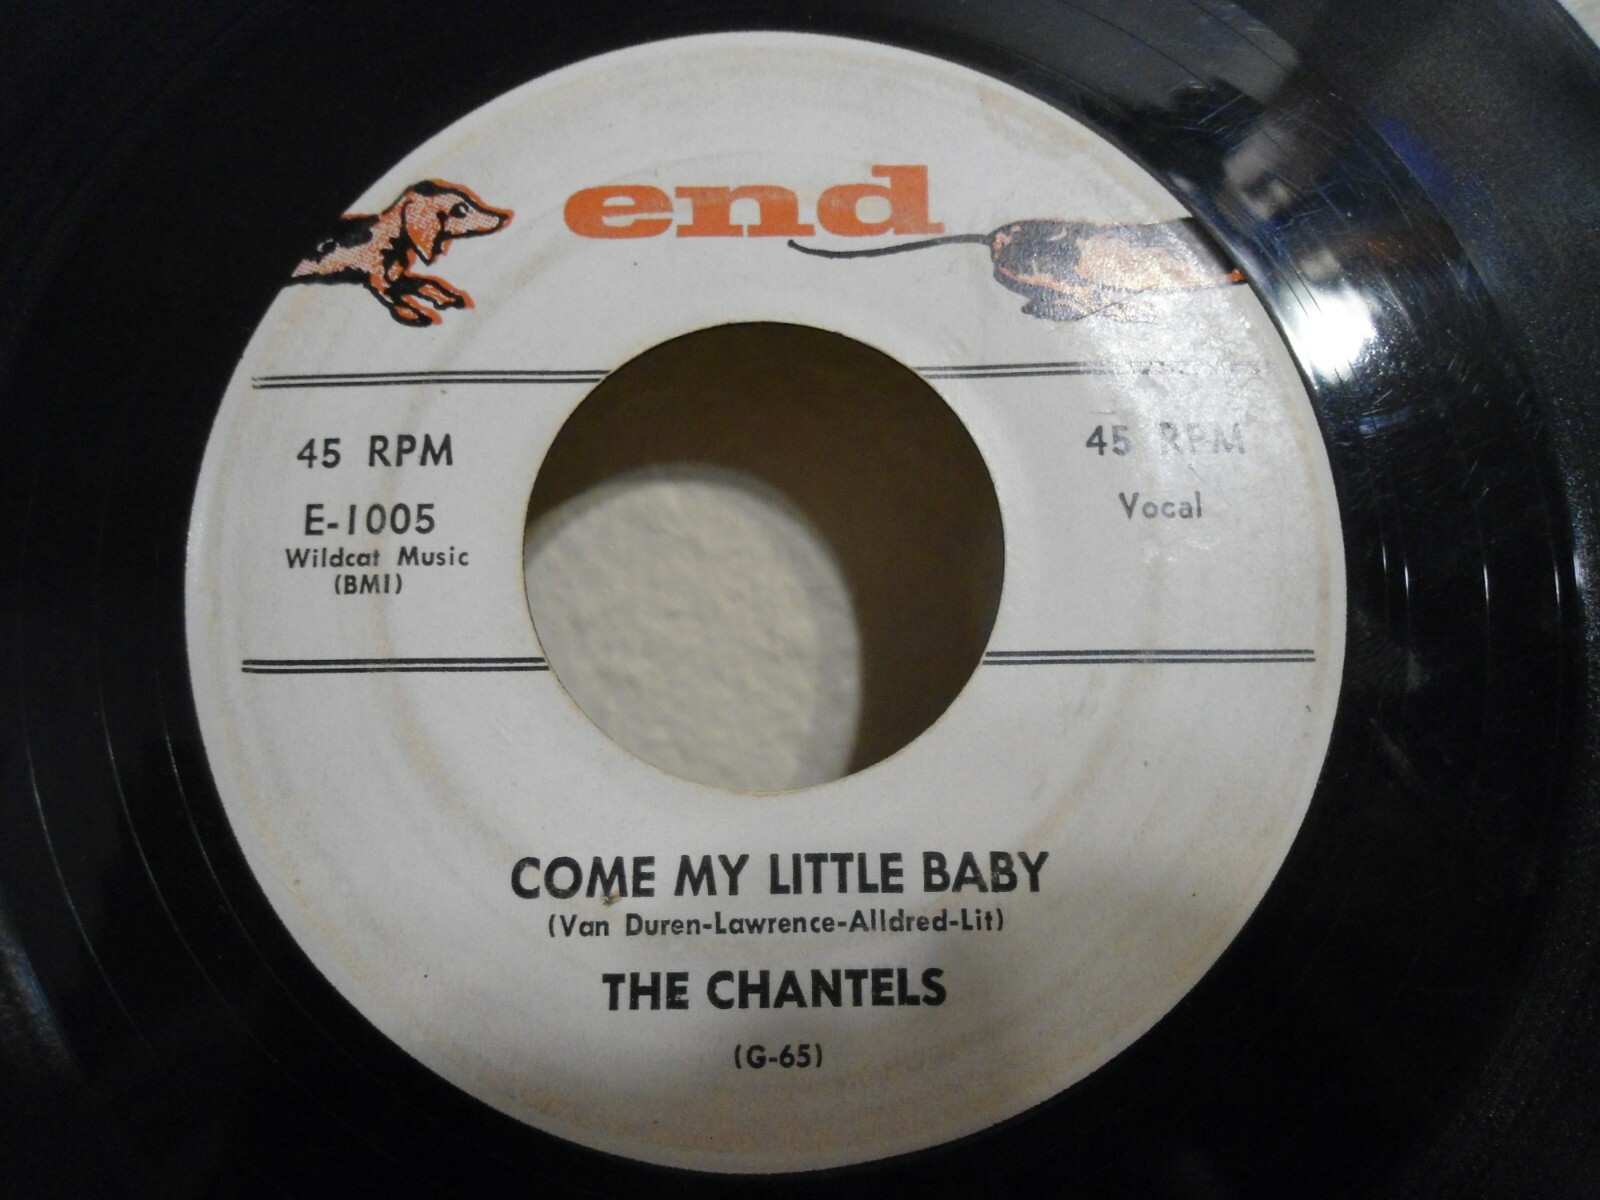 end
45 RPM
E-1005
Wildcat Music
(BMI)
45 RPM
Vocal
COME MY LITTLE BABY
(Van Duren-Lawrence-Alldred-Lit)
THE CHANTELS
(G-65)